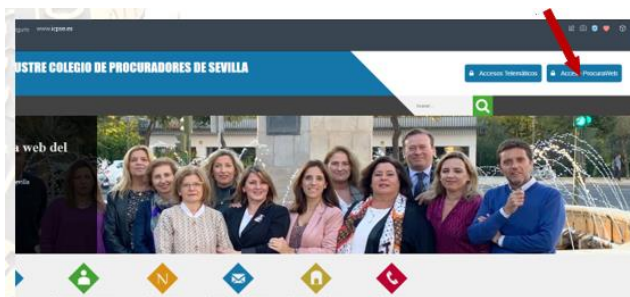 www.icpse.es
USTRE COLEGIO DE PROCURADORES DE SEVILLA
Accesos Telemáticos
Acceso ProcuraWeb
a web del
N